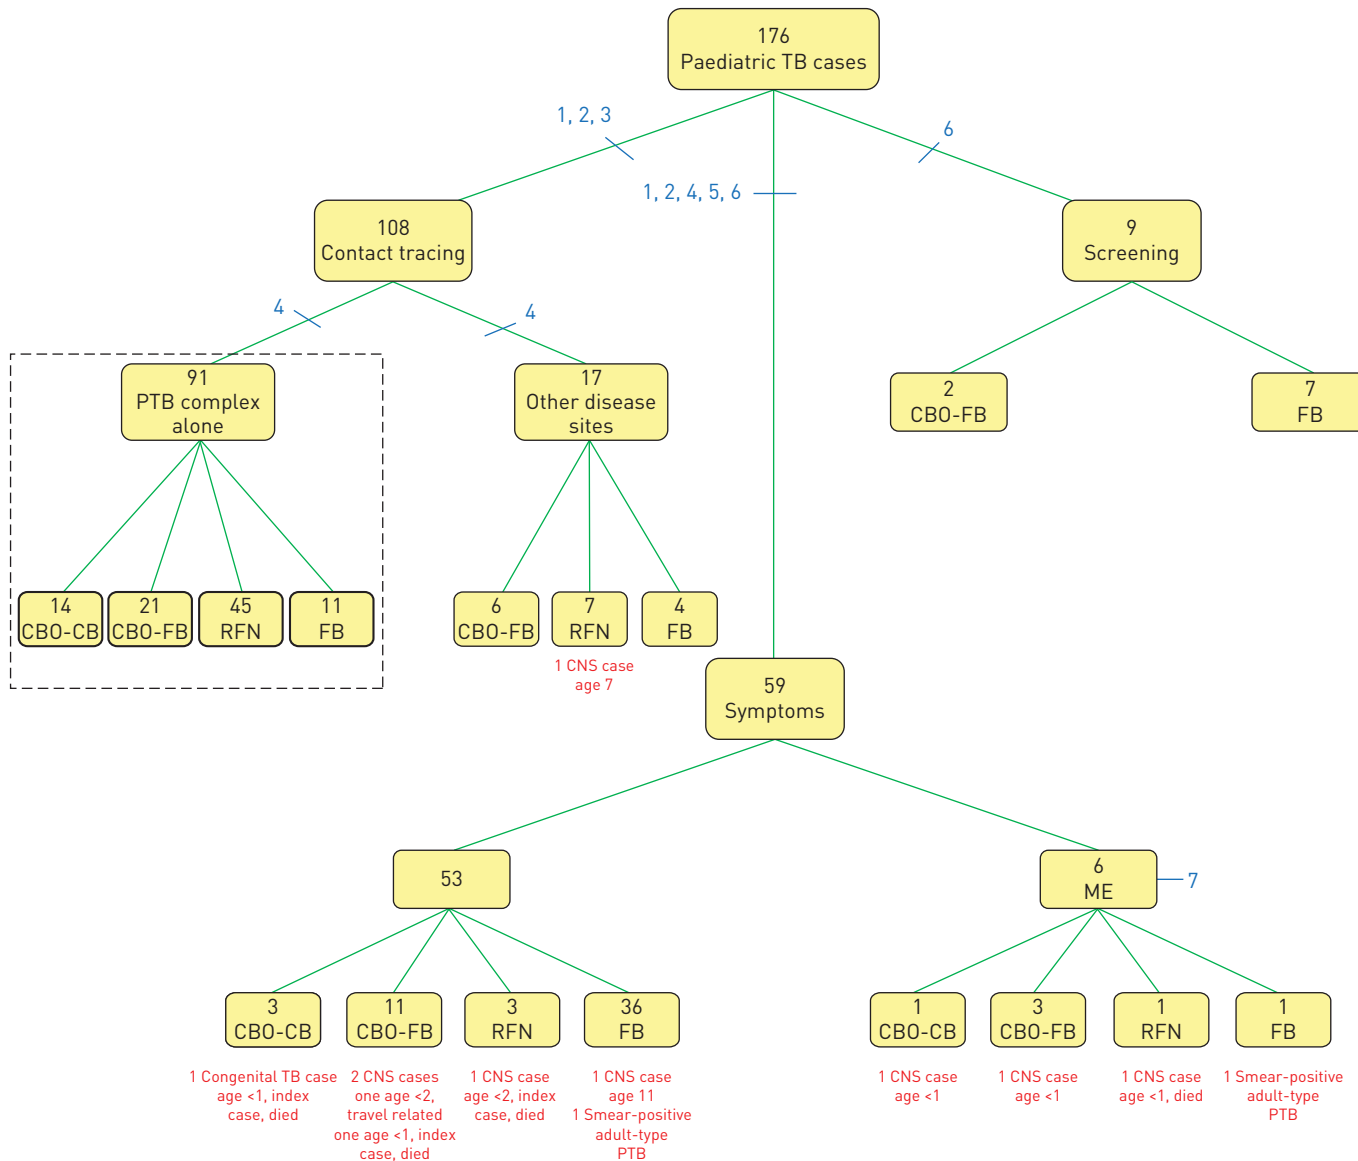 176
Paediatric TB cases
1, 2, 3
6
1, 2, 4, 5, 6
108
Contact tracing
9
Screening
4
4
91
PTB complex
alone
17
Other disease
sites
2
CBO-FB
7
FB
14
CBO-CB
21
CBO-FB
45
RFN
11
FB
6
CBO-FB
7
RFN
4
FB
1 CNS case
age 7
59
Symptoms
53
6
ME
7
3
CBO-CB
11
CBO-FB
3
RFN
36
FB
1
CBO-CB
3
CBO-FB
1
RFN
1
FB
1 Congenital TB case
age <1, index
case, died
2 CNS cases
one age <2,
travel related
one age <1, index
case, died
1 CNS case
age <2, index
case, died
1 CNS case
age 11
1 Smear-positive
adult-type
PTB
1 CNS case
age <1
1 CNS case
age <1
1 CNS case
age <1, died
1 Smear-positive
adult-type
PTB